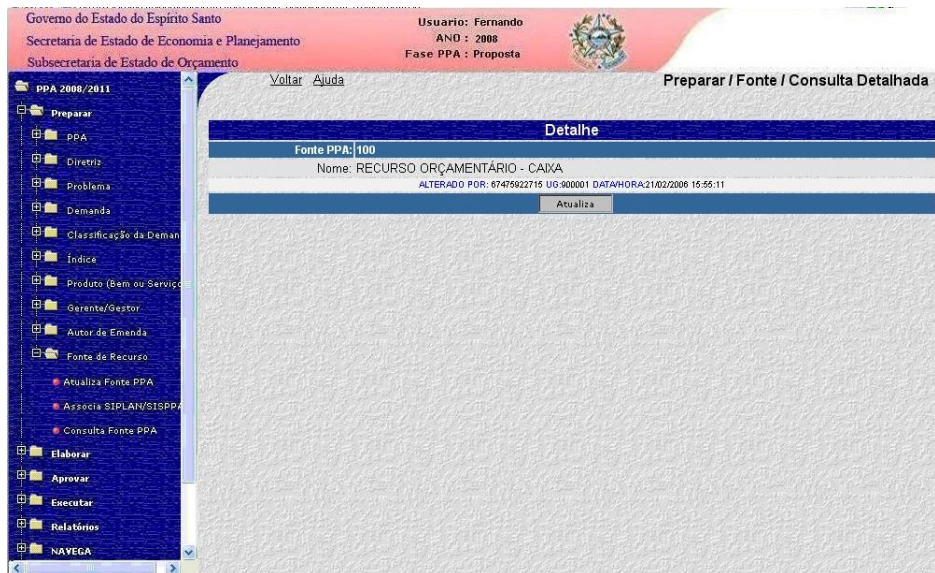 Governo do Estado do Espírito Santo
Secretaria de Estado de Economia e Planejamento
Subsecretaria de Estado de Orçamento
Usuario: Fernando
ANO : 2008
Fase PPA : Proposta
Voltar Ajuda
Preparar / Fonte / Consulta Detalhada
PPA 2008/2011
Preparar
PPA
Diretriz
Problema
Demanda
Classificação da Deman
Índice
Produto (Bem ou Serviço
Gerente/Gestor
Autor de Emenda
Fonte de Recurso
Atualiza Fonte PPA
Associa SIPLAN/SISPPA
Consulta Fonte PPA
Elaborar
Aprovar
Executar
Relatórios
NAVEGA
Detalhe
Fonte PPA: 100
Nome: RECURSO ORÇAMENTÁRIO - CAIXA
ALTERADO POR: 67475922715 UG:900001 DATA/HORA:21/02/2006 15:55:11
Atualiza